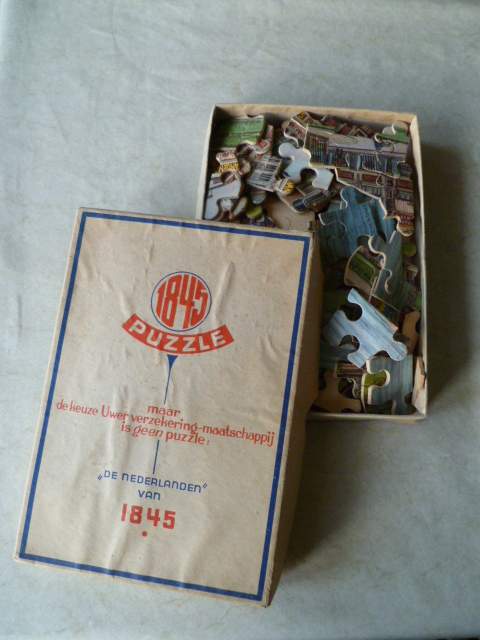 1845
PUZZLE
maar
de keuze Uwer verzekering-maatschappij
is geen puzzle:
„DE NEDERLANDEN"
VAN
1845